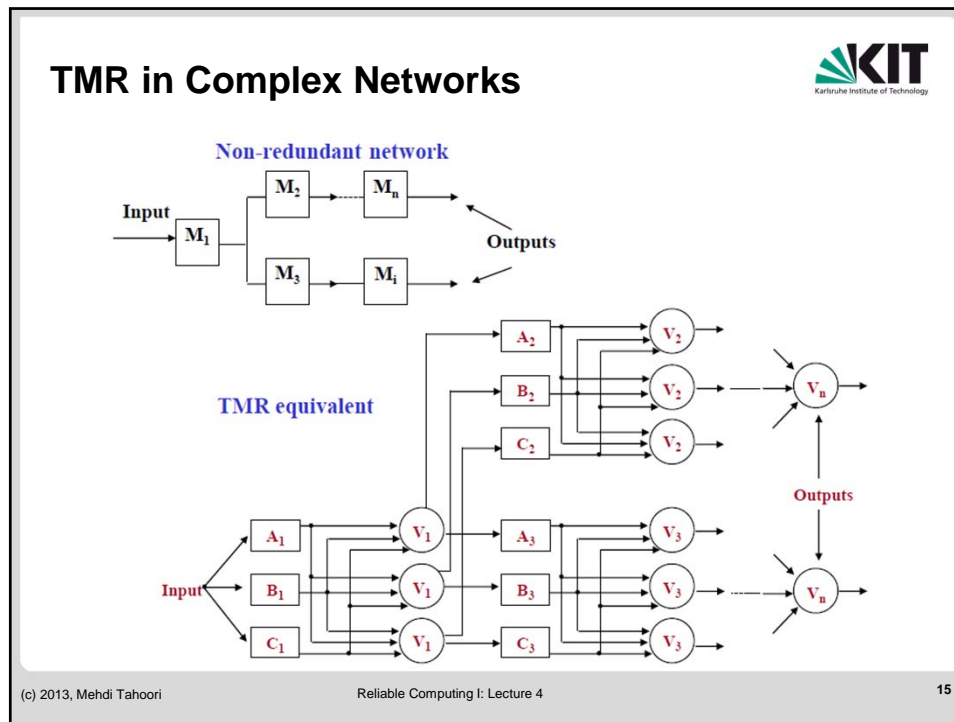 TMR in Complex Networks
KIT
Karlsruhe Institute of Technology
Non-redundant network
Input
M₁
M₂
Mₙ
M₃
Mᵢ
Outputs
TMR equivalent
A₂
B₂
C₂
V₂
V₂
V₂
Vₙ
Outputs
Input
A₁
B₁
C₁
V₁
V₁
V₁
A₃
B₃
C₃
V₃
V₃
V₃
Vₙ
(c) 2013, Mehdi Tahoori
Reliable Computing I: Lecture 4
15